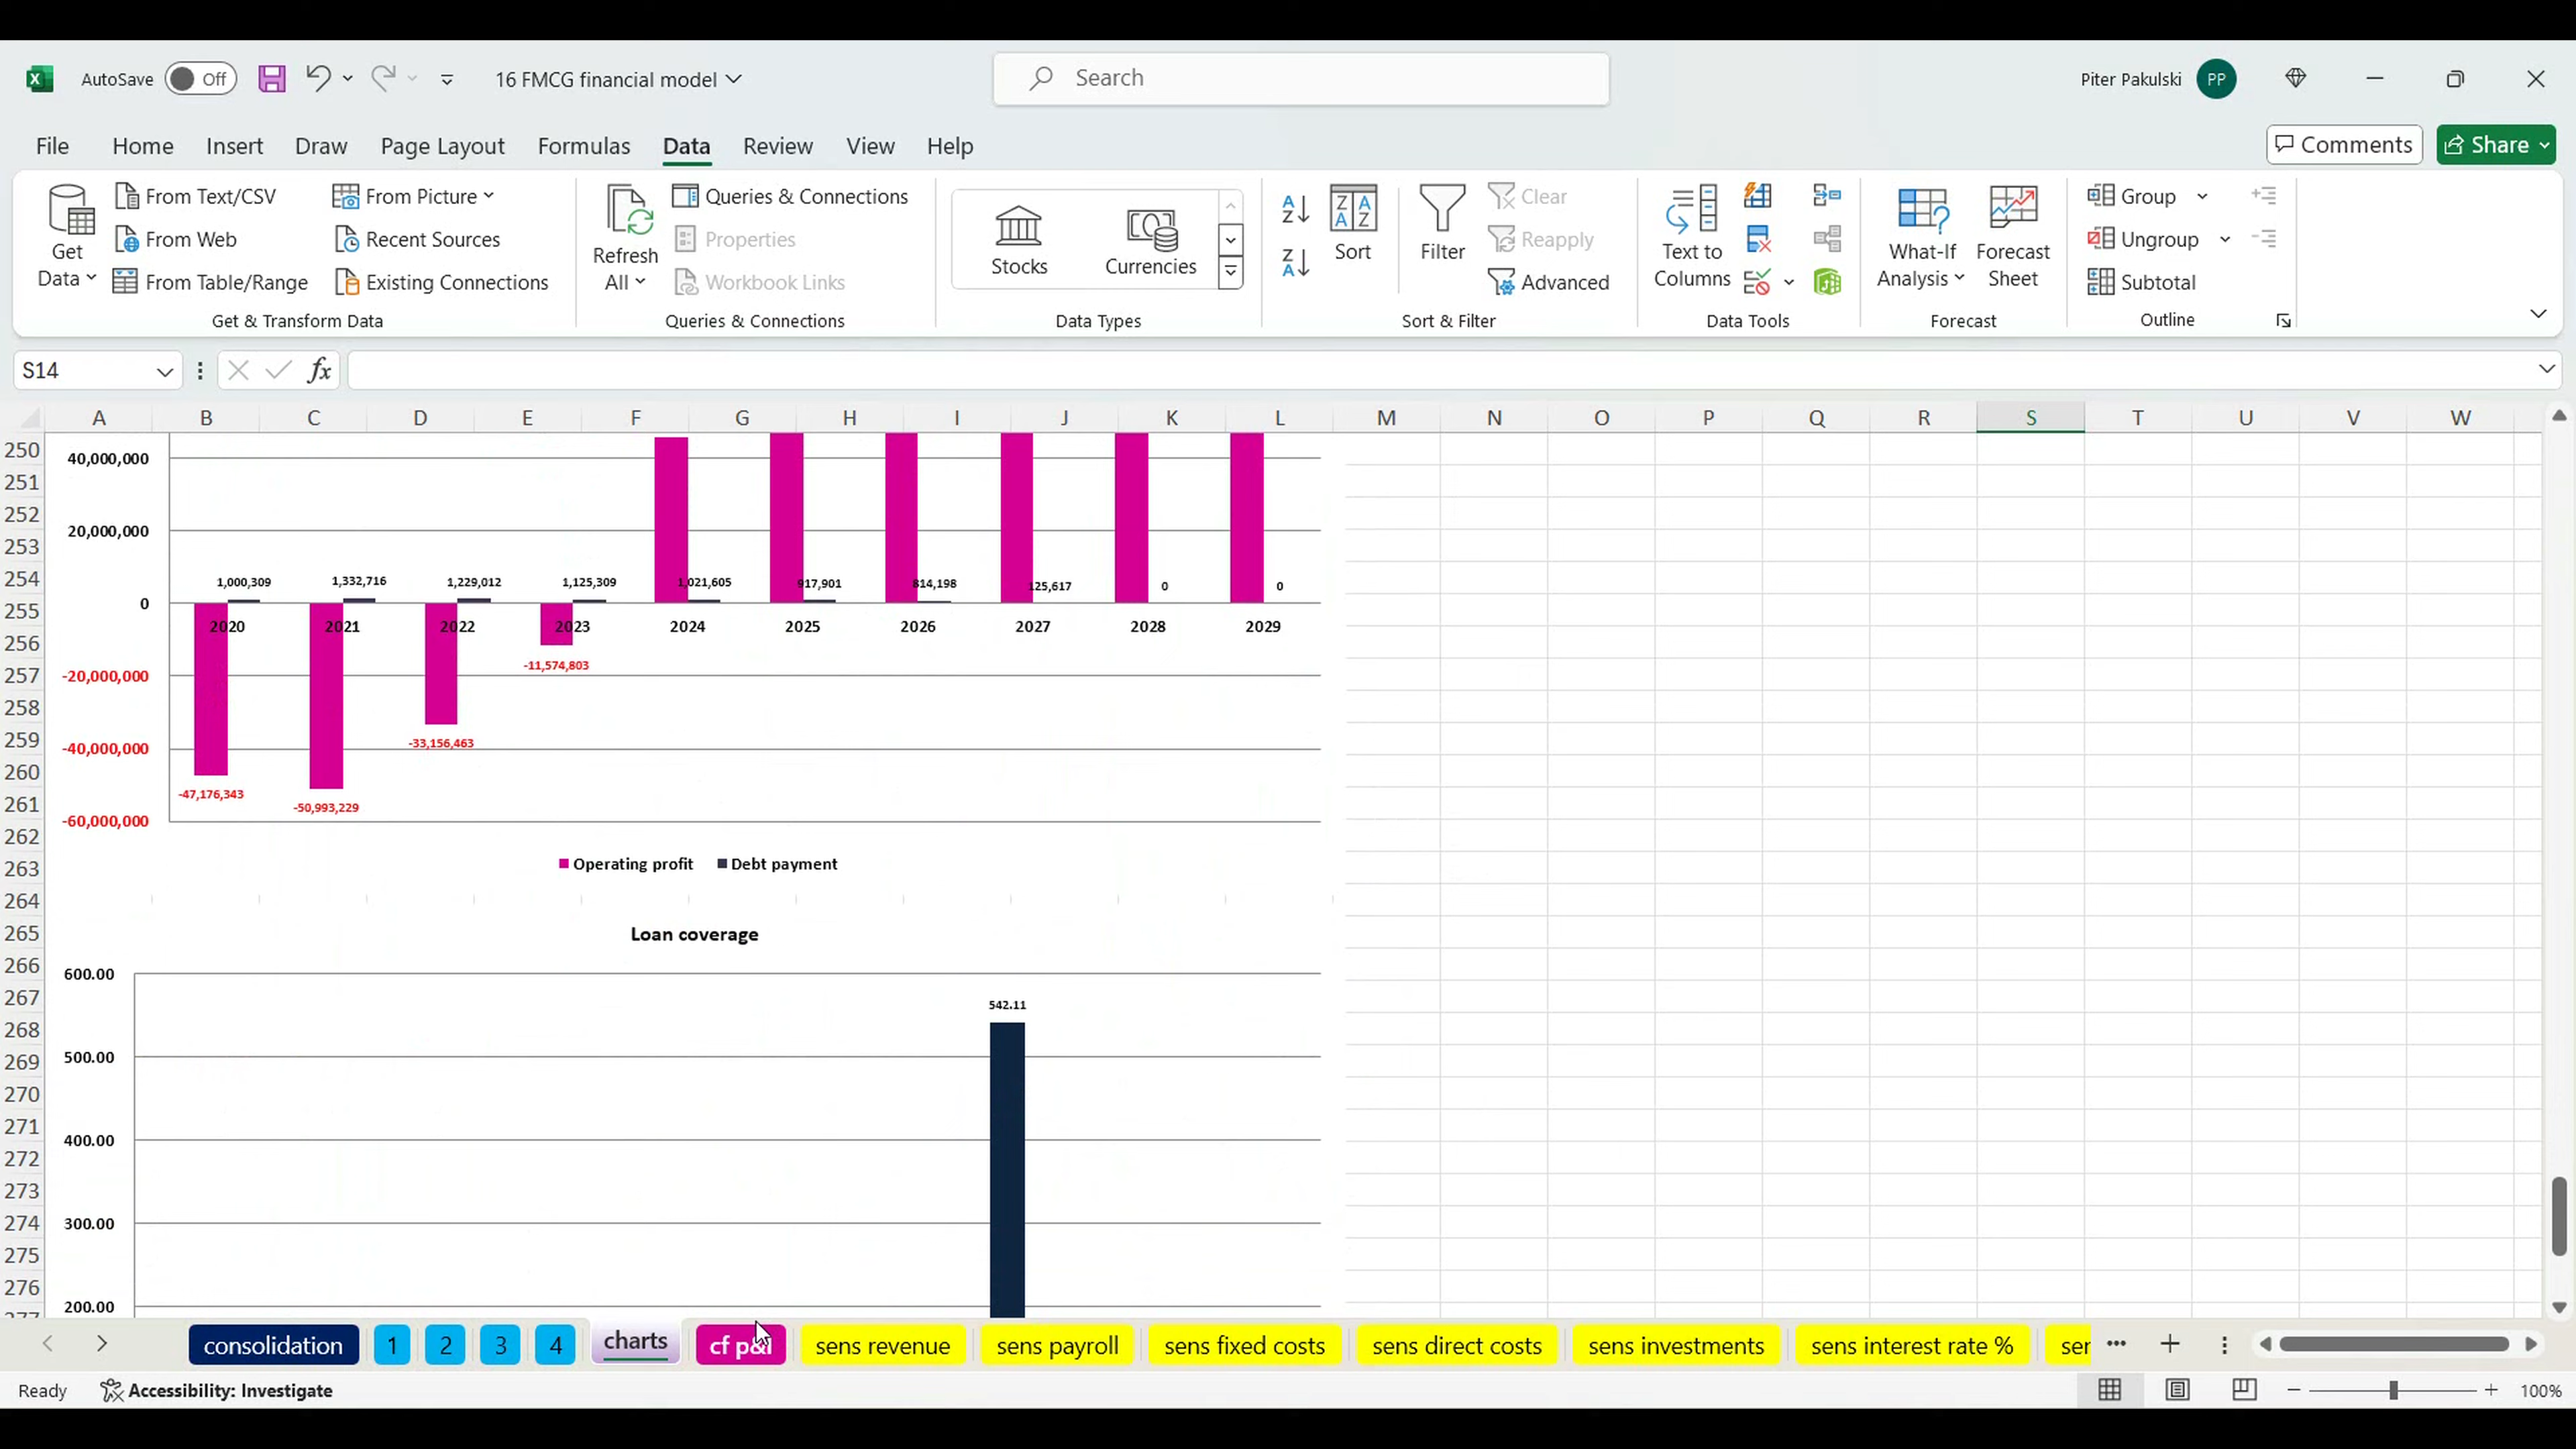 AutoSave Off 16 FMCG financial model Search Piter Pakulski PP
File Home Insert Draw Page Layout Formulas Data Review View Help Comments Share
Get Data
From Text/CSV
From Web
From Table/Range
From Picture
Recent Sources
Existing Connections
Get & Transform Data
Refresh All
Queries & Connections
Properties
Workbook Links
Queries & Connections
Stocks
Currencies
Data Types
Sort
Filter
Clear
Reapply
Advanced
Sort & Filter
Text to Columns
Data Tools
What-If Analysis
Forecast Sheet
Forecast
Group
Ungroup
Subtotal
Outline
S14 fx
A B C D E F G H I J K L M N O P Q R S T U V W
250
251
252
253
254
255
256
257
258
259
260
261
262
263
264
265
266
267
268
269
270
271
272
273
274
275
276
40,000,000
20,000,000
0
-20,000,000
-40,000,000
-60,000,000
1,000,309 1,332,716 1,229,012 1,125,309 1,021,605 917,901 814,198 125,617 0 0
2020 2021 2022 2023 2024 2025 2026 2027 2028 2029
-11,574,803
-33,156,463
-47,176,343
-50,993,229
Operating profit Debt payment
Loan coverage
600.00
500.00
400.00
300.00
200.00
542.11
consolidation 1 2 3 4 charts cf p&l sens revenue sens payroll sens fixed costs sens direct costs sens investments sens interest rate %
Ready Accessibility: Investigate 100%